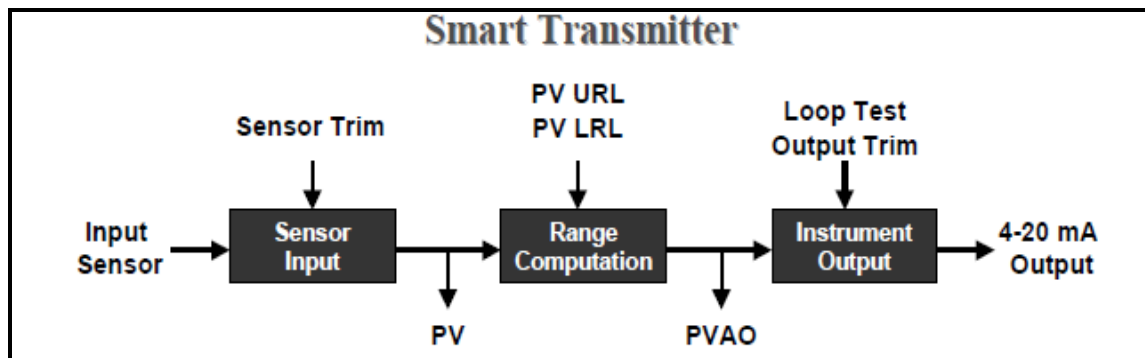 Smart Transmitter
PV URL
PV LRL
Loop Test
Output Trim
Sensor Trim
Input
Sensor
Sensor
Input
Range
Computation
Instrument
Output
4-20 mA
Output
PV
PVAO